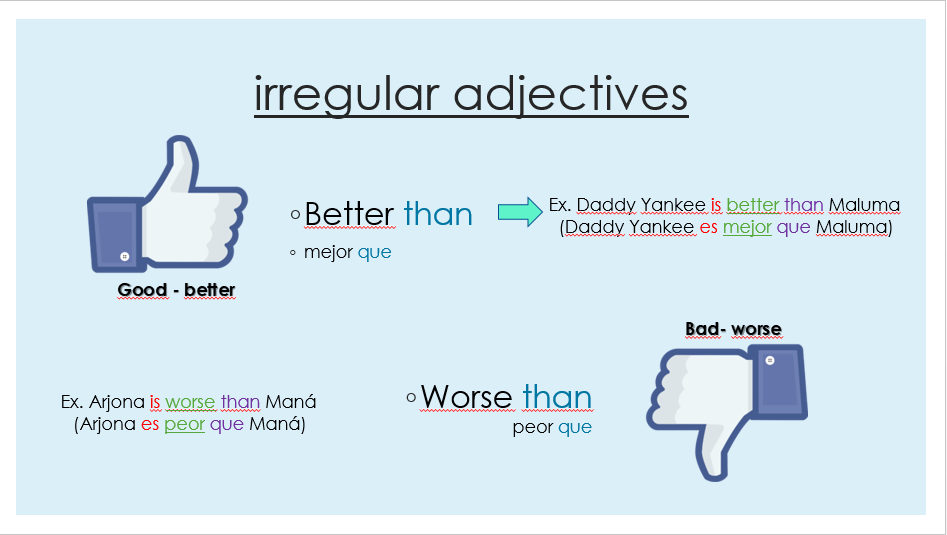 irregular adjectives
Good - better
◦Better than
◦ mejor que
Ex. Daddy Yankee is better than Maluma
(Daddy Yankee es mejor que Maluma)
Bad- worse
Ex. Arjona is worse than Maná
(Arjona es peor que Maná)
◦Worse than
peor que